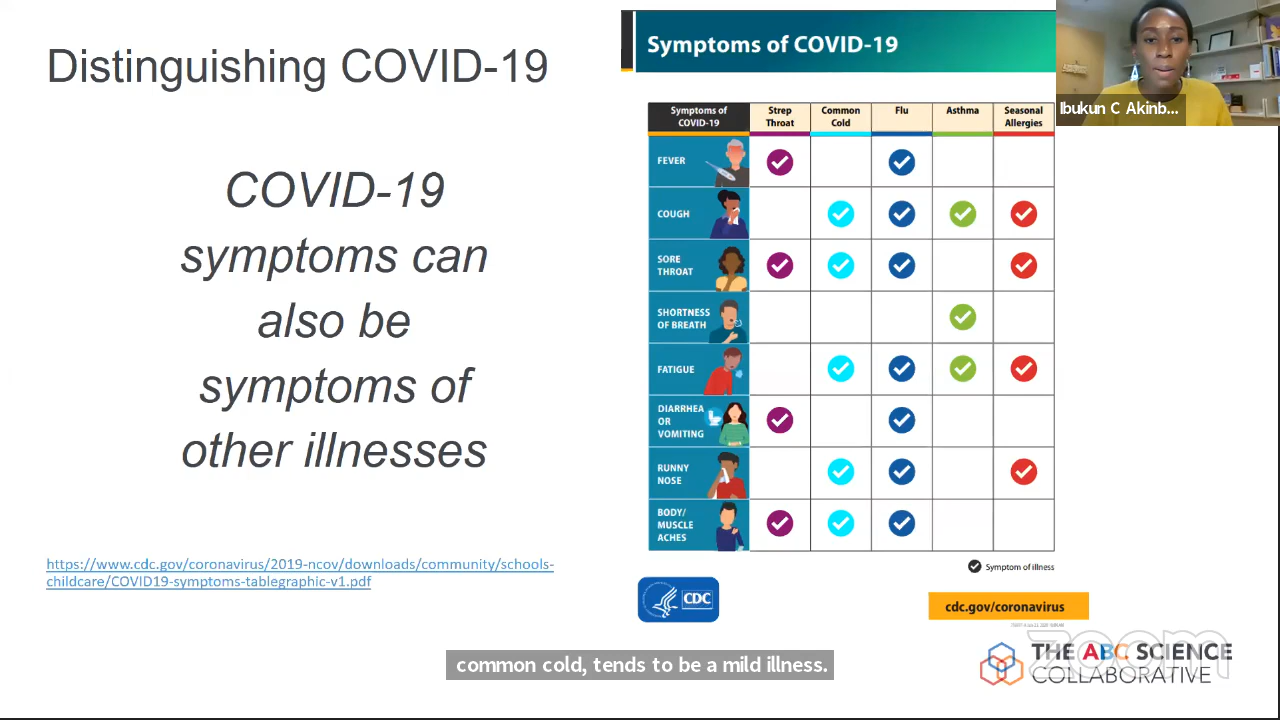 Distinguishing COVID-19
COVID-19
symptoms can
also be
symptoms of
other illnesses
https://www.cdc.gov/coronavirus/2019-ncov/downloads/community/schools-
childcare/COVID19-symptoms-tablegraphic-v1.pdf
Symptoms of COVID-19
Symptoms of
COVID-19
Strep
Throat
Common
Cold
Flu
Asthma
Seasonal
Allergies
FEVER
COUGH
SORE
THROAT
SHORTNESS
OF BREATH
FATIGUE
DIARRHEA
OR
VOMITING
RUNNY
NOSE
BODY/
MUSCLE
ACHES
Symptom of illness
CDC
cdc.gov/coronavirus
zoom
THE ABC SCIENCE
COLLABORATIVE
Ibukun C Akinb...
common cold, tends to be a mild illness.